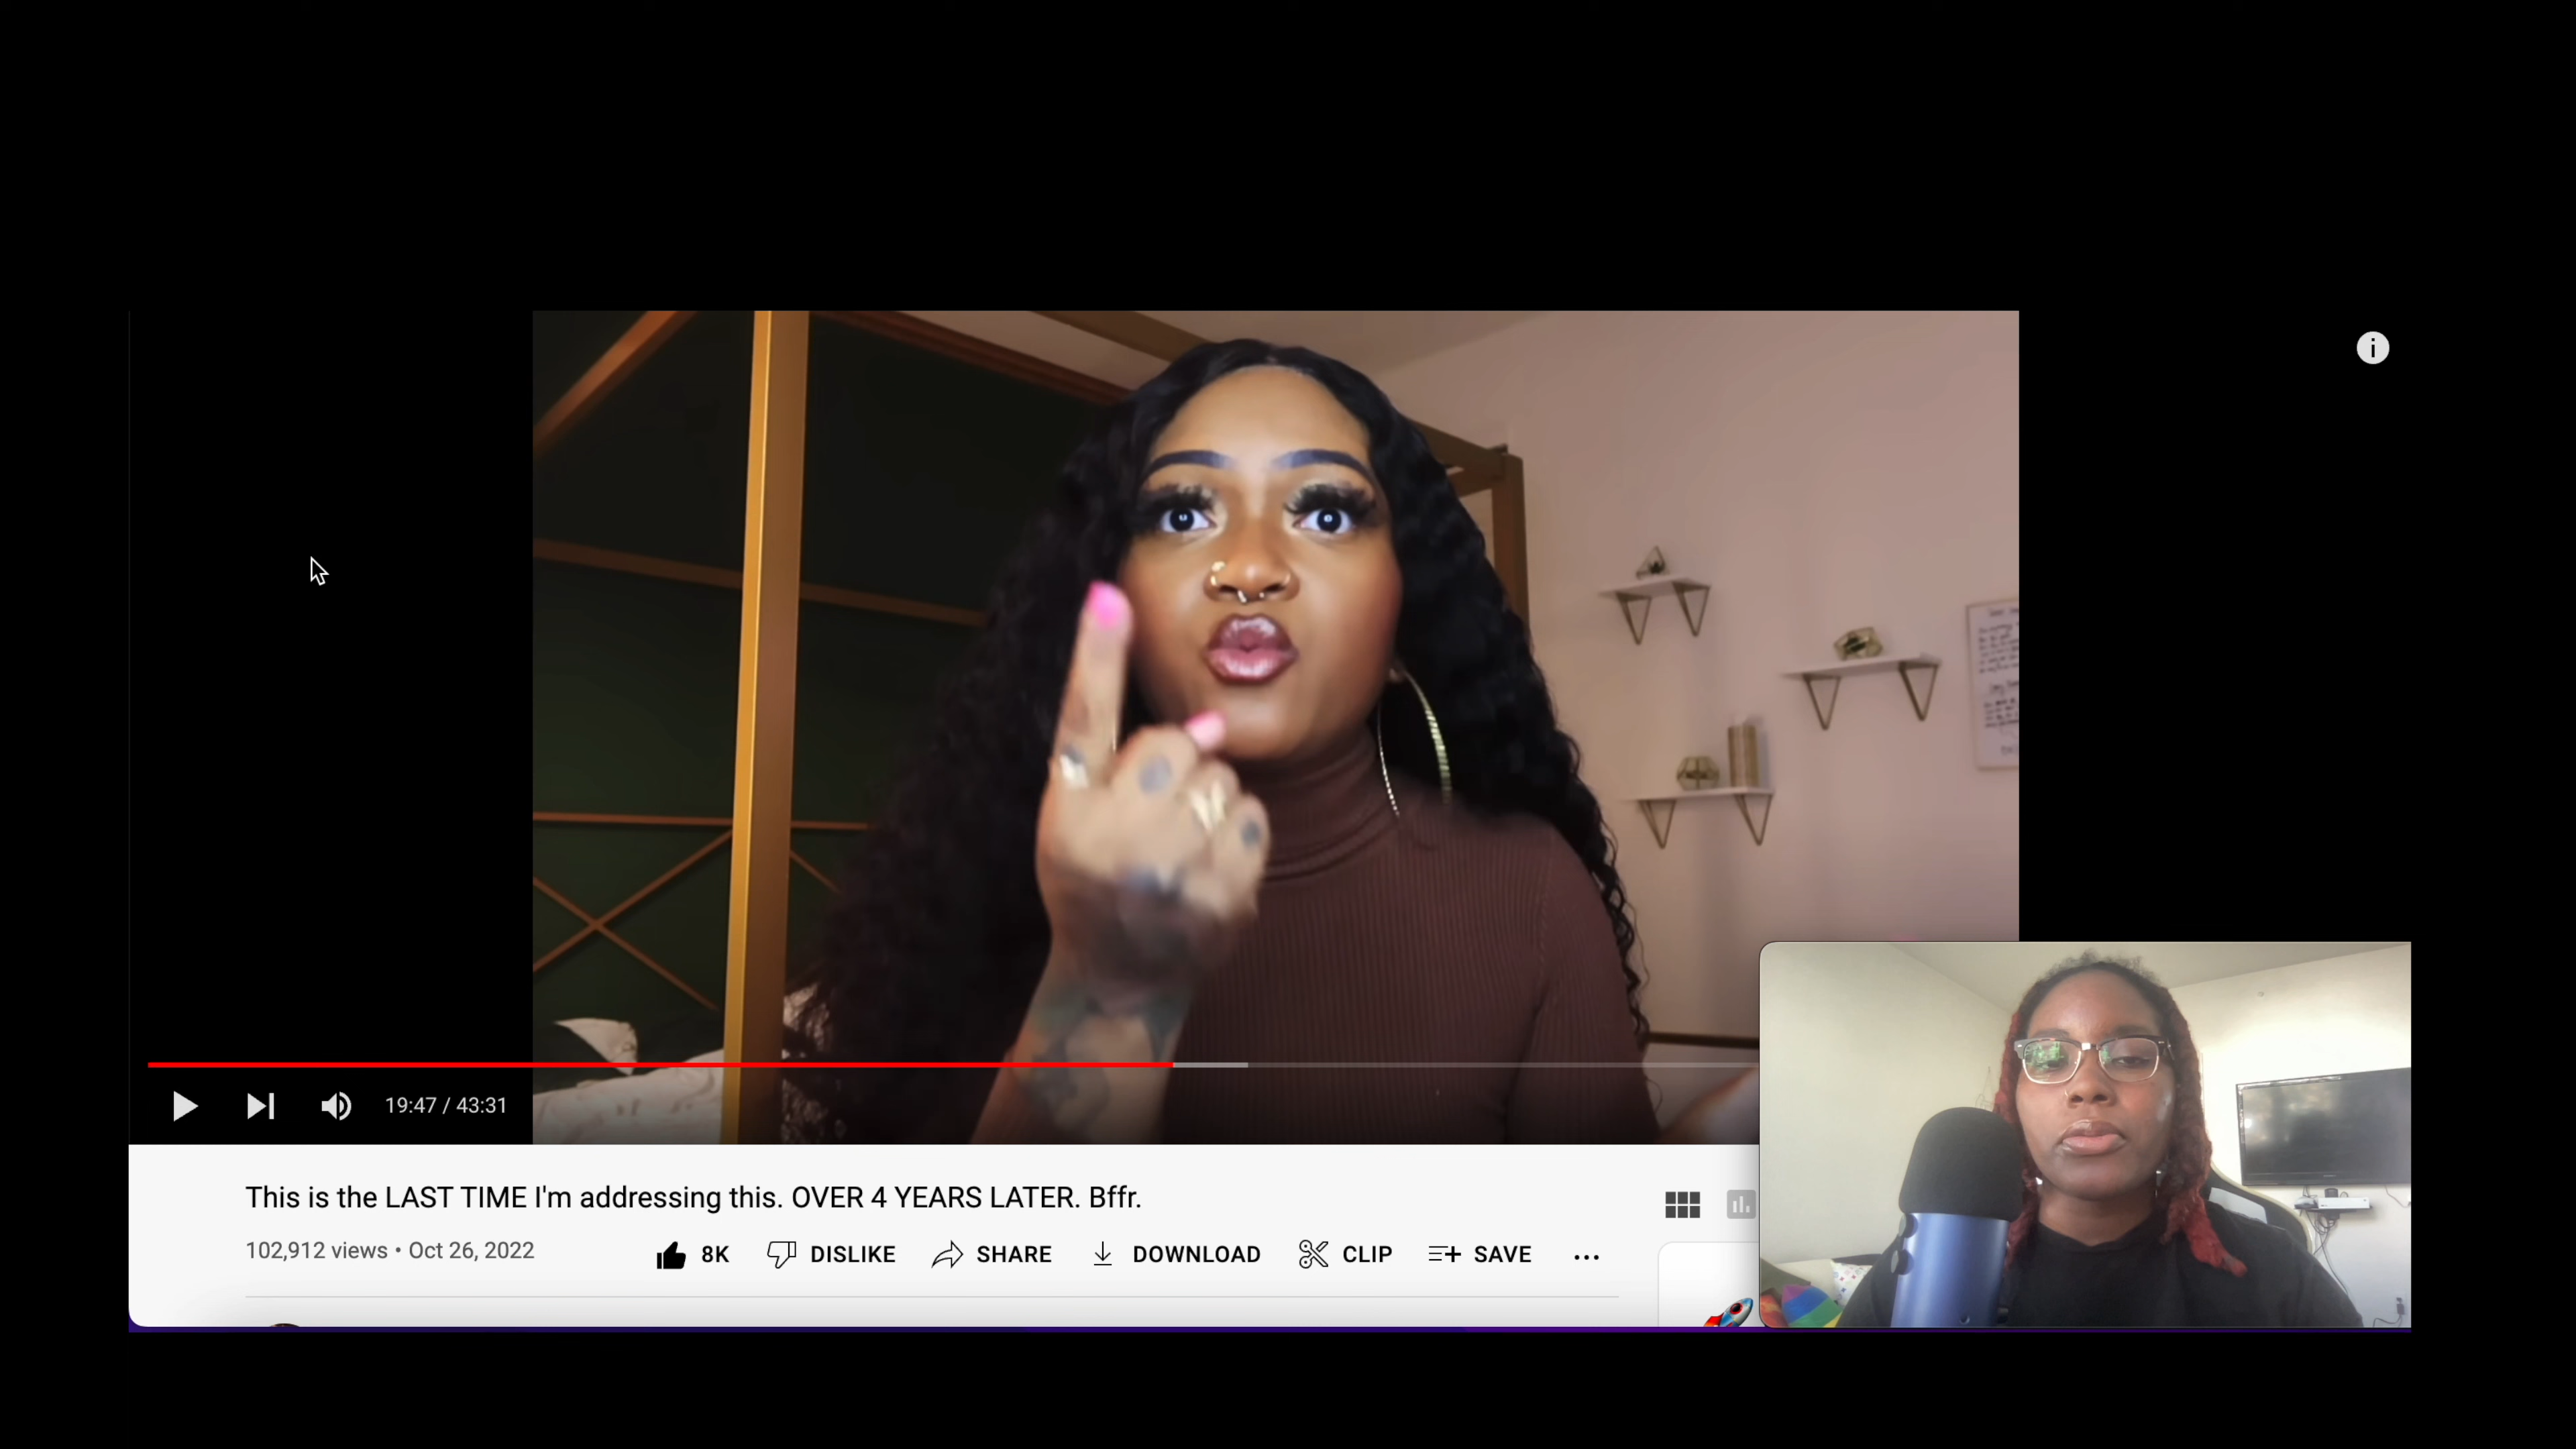 19:47 / 43:31
This is the LAST TIME I'm addressing this. OVER 4 YEARS LATER. Bffr.
102,912 views • Oct 26, 2022
8K DISLIKE SHARE DOWNLOAD CLIP SAVE